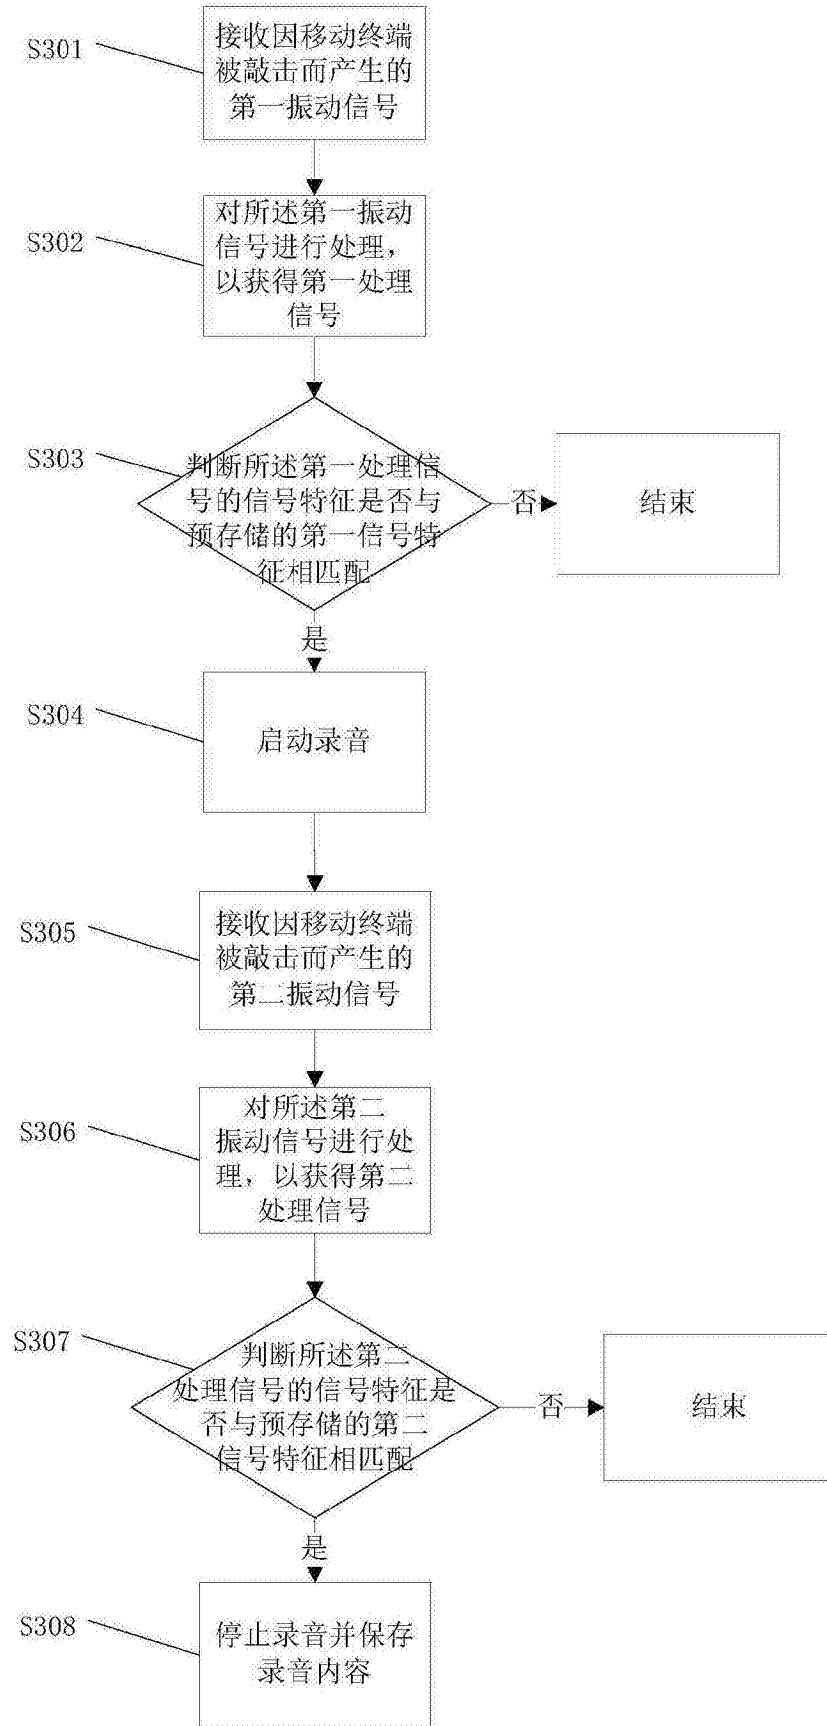 S301
接收因移动终端
被敲击而产生的
第一振动信号
S302
对所述第一振动
信号进行处理，
以获得第一处理
信号
S303
判断所述第一处理信
号的信号特征是否与
预存储的第一信号特
征相匹配
否
结束
是
S304
启动录音
S305
接收因移动终端
被敲击而产生的
第二振动信号
S306
对所述第二
振动信号进行处
理，以获得第二
处理信号
S307
判断所述第二
处理信号的信号特征是
否与预存储的第二
信号特征相匹配
否
结束
是
S308
停止录音并保存
录音内容